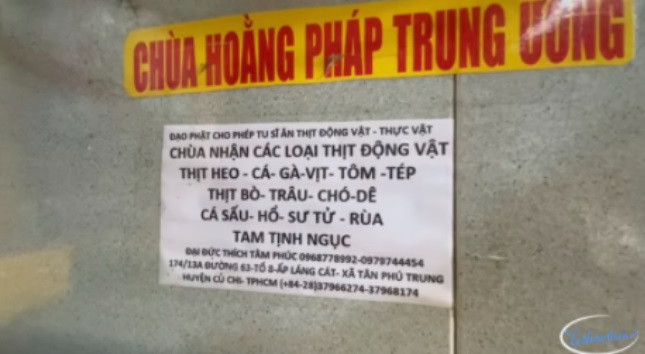 CHÙA HOẰNG PHÁP TRUNG ƯƠNG
ĐẠO PHẬT CHO PHÉP TU SĨ ĂN THỊT ĐỘNG VẬT - THỰC VẬT
CHÙA NHẬN CÁC LOẠI THỊT ĐỘNG VẬT
THỊT HEO - CÁ- GÀ-VỊT- TÔM -TÉP
THỊT BÒ- TRÂU- CHÓ-DÊ
CÁ SẤU- HỔ- SƯ TỬ - RÙA
TAM TỊNH NGỤC
ĐẠI ĐỨC THÍCH TÂM PHÚC 0968778992-0979744454
174/13A ĐƯỜNG 63-TỔ 8-ẤP LÁNG CÁT- XÃ TÂN PHÚ TRUNG
HUYỆN CỦ CHI- TPHCM (+84-28)37966274-37968174